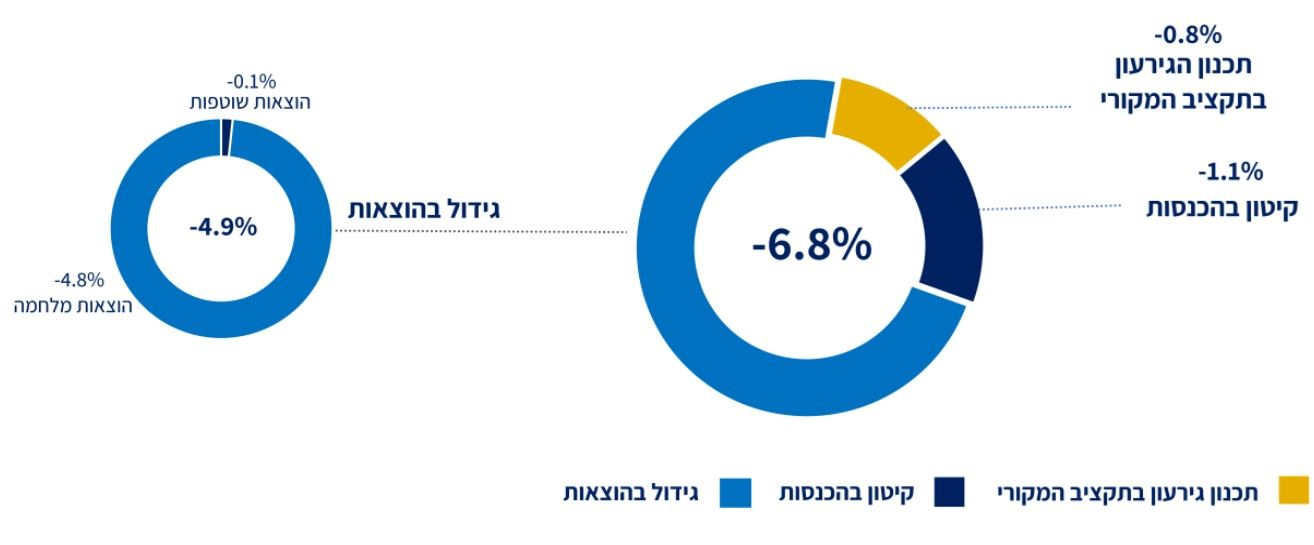 -0.8%
תכנון הגירעון
בתקציב המקורי
-1.1%
קיטון בהכנסות
-6.8%
גידול בהוצאות
-0.1%
הוצאות שוטפות
-4.9%
-4.8%
הוצאות מלחמה
תכנון גירעון בתקציב המקורי
קיטון בהכנסות
גידול בהוצאות